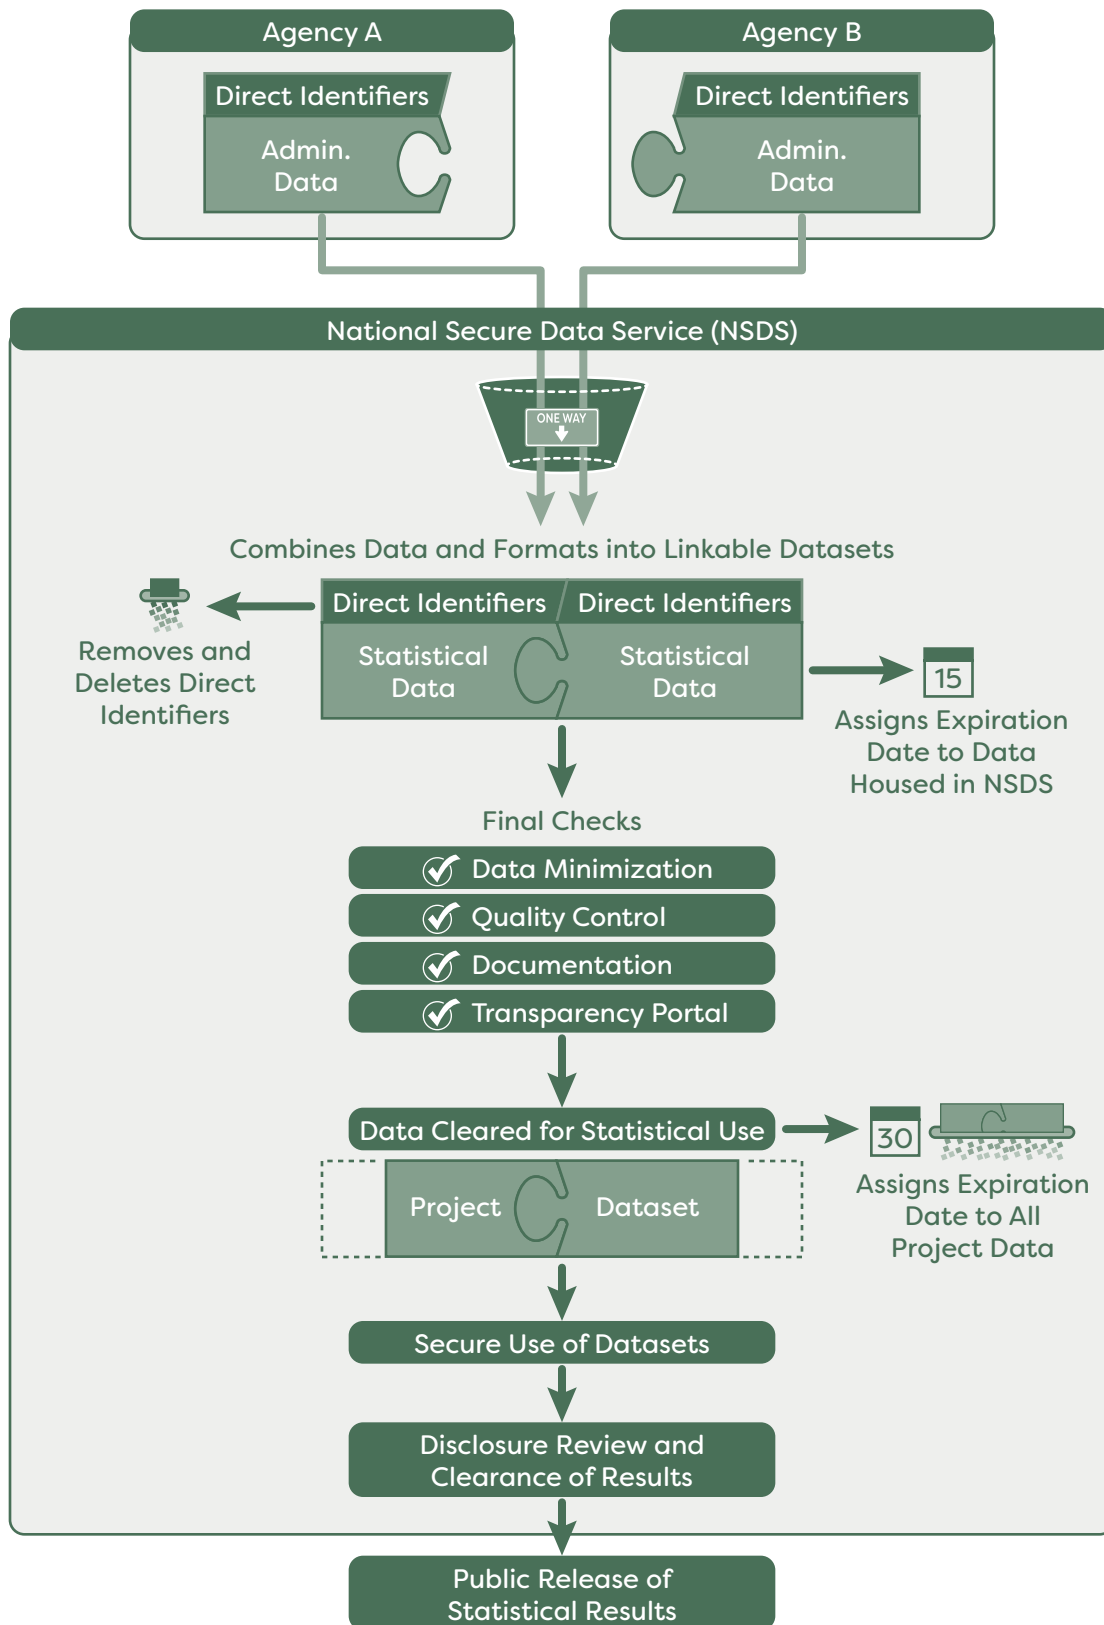 Agency A
Direct Identifiers
Admin.
Data
Agency B
Direct Identifiers
Admin.
Data
National Secure Data Service (NSDS)
ONE WAY
Combines Data and Formats into Linkable Datasets
Direct Identifiers
Direct Identifiers
Statistical
Data
Statistical
Data
Removes and
Deletes Direct
Identifiers
15
Assigns Expiration
Date to Data
Housed in NSDS
Final Checks
Data Minimization
Quality Control
Documentation
Transparency Portal
Data Cleared for Statistical Use
30
Assigns Expiration
Date to All
Project Data
Project
Dataset
Secure Use of Datasets
Disclosure Review and
Clearance of Results
Public Release of
Statistical Results